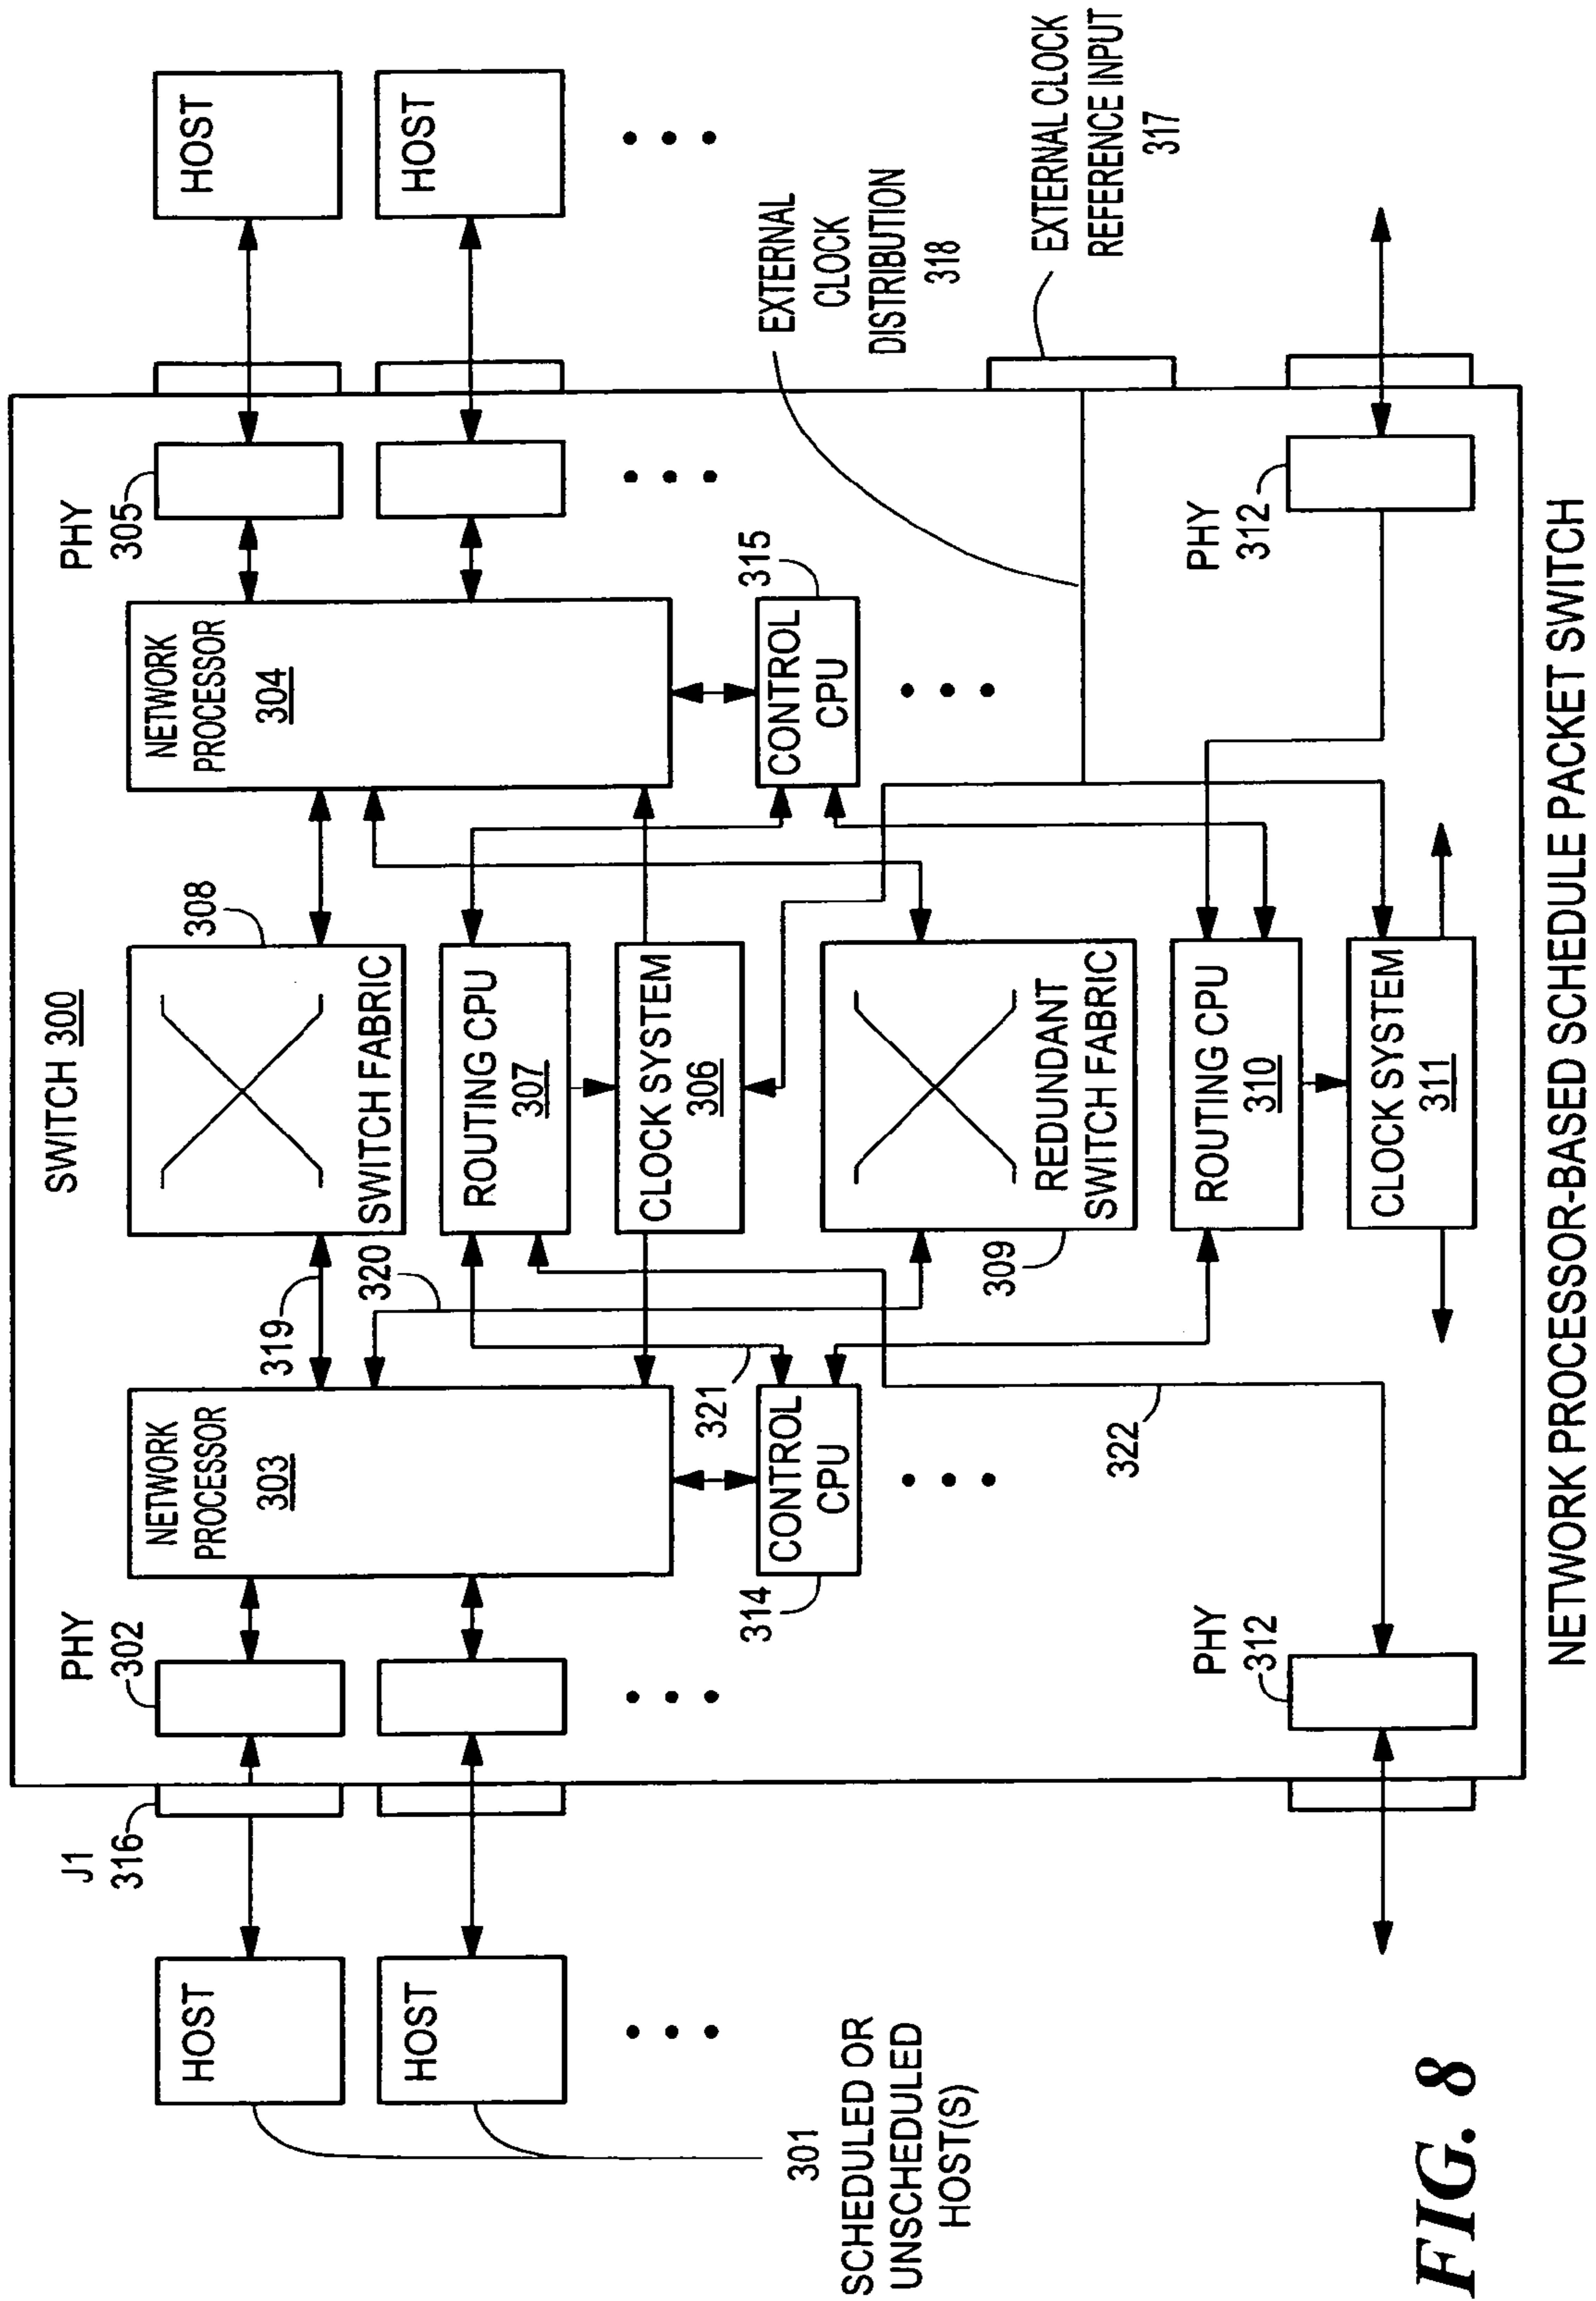 SWITCH 300
J1
316
PHY
302
PHY
305
HOST
HOST
HOST
HOST
NETWORK
PROCESSOR
303
319
320
308
SWITCH FABRIC
NETWORK
PROCESSOR
304
ROUTING CPU
307
CLOCK SYSTEM
306
321
314
CONTROL
CPU
315
CONTROL
CPU
301
SCHEDULED OR
UNSCHEDULED
HOST(S)
309
REDUNDANT
SWITCH FABRIC
EXTERNAL
CLOCK
DISTRIBUTION
318
EXTERNAL CLOCK
REFERENCE INPUT
317
322
ROUTING CPU
310
CLOCK SYSTEM
311
PHY
312
PHY
312
FIG. 8
NETWORK PROCESSOR-BASED SCHEDULE PACKET SWITCH